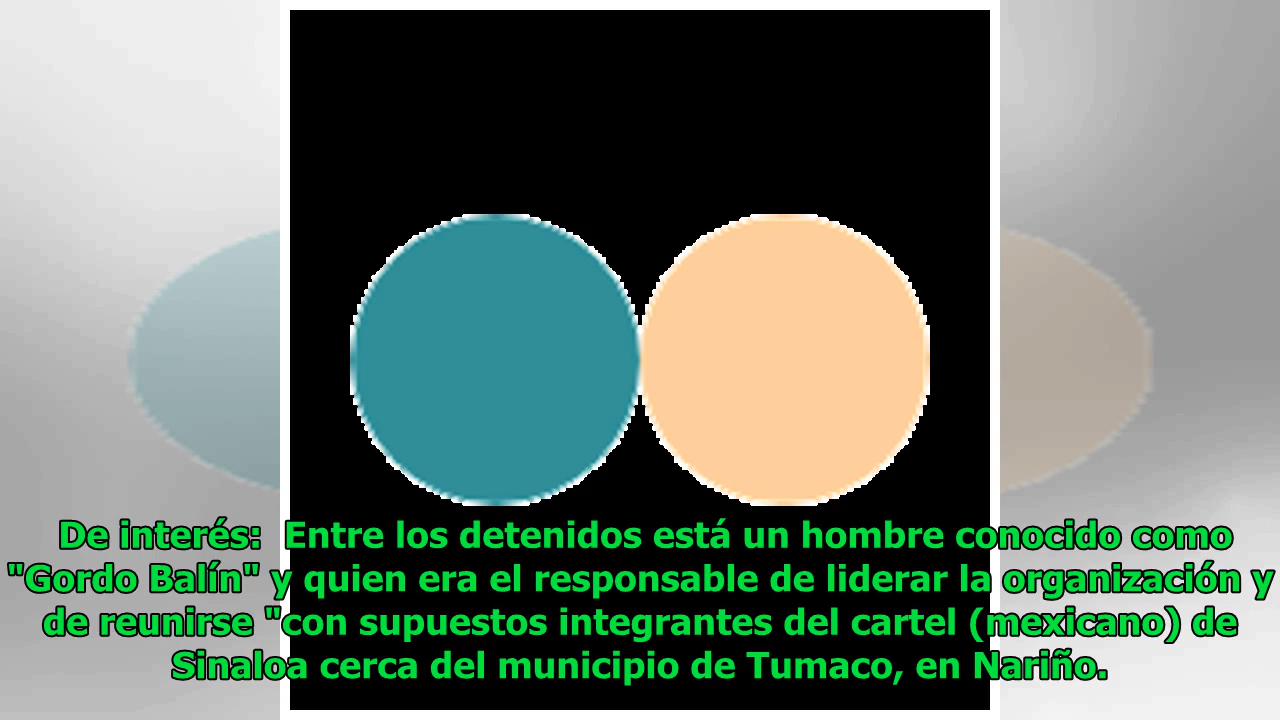 De interés:  Entre los detenidos está un hombre conocido como
"Gordo Balín" y quien era el responsable de liderar la organización y
de reunirse "con supuestos integrantes del cartel (mexicano) de
Sinaloa cerca del municipio de Tumaco, en Nariño.